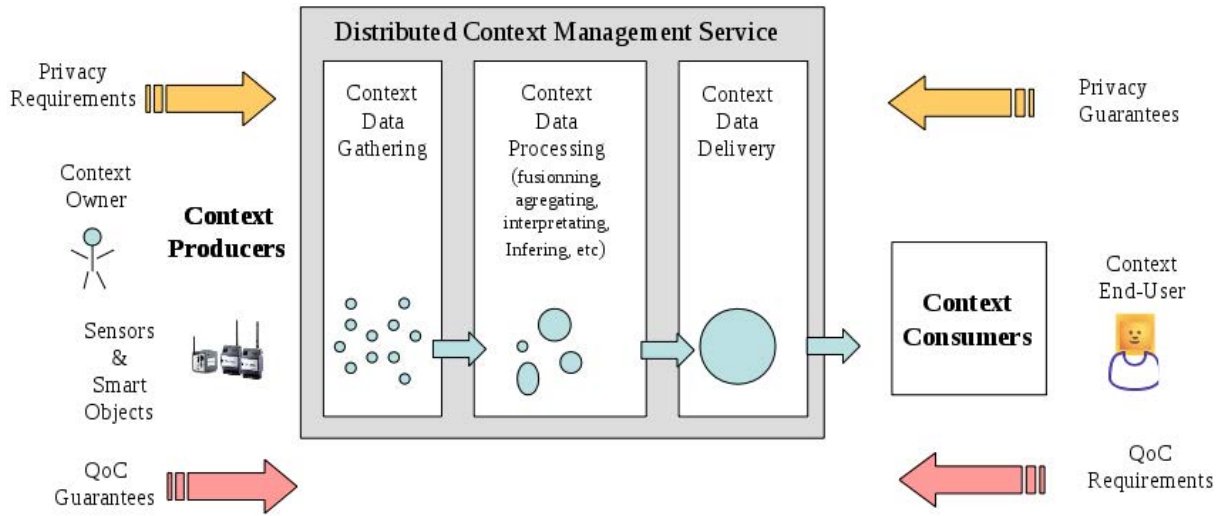 Distributed Context Management Service
Privacy
Requirements
Context
Owner
Context
Producers
Sensors
&
Smart
Objects
QoC
Guarantees
Context
Data
Gathering
Context
Data
Processing
(fusionning,
agregating,
interpretating,
Infering, etc)
Context
Data
Delivery
Privacy
Guarantees
Context
Consumers
Context
End-User
QoC
Requirements